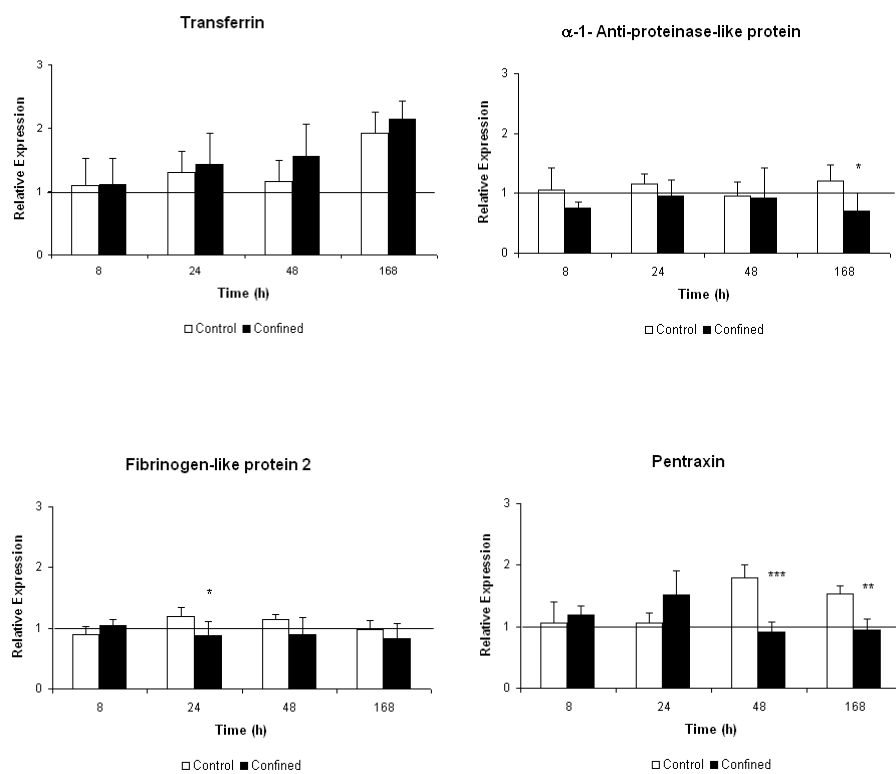 Transferrin
3
2
1
0
Relative Expression
8 24 48 168
Time (h)
Control Confined
α-1- Anti-proteinase-like protein
3
2
1
0
Relative Expression
*
8 24 48 168
Time (h)
Control Confined
Fibrinogen-like protein 2
3
2
1
0
Relative Expression
*
8 24 48 168
Time (h)
Control Confined
Pentraxin
3
2
1
0
Relative Expression
***
**
8 24 48 168
Time (h)
Control Confined